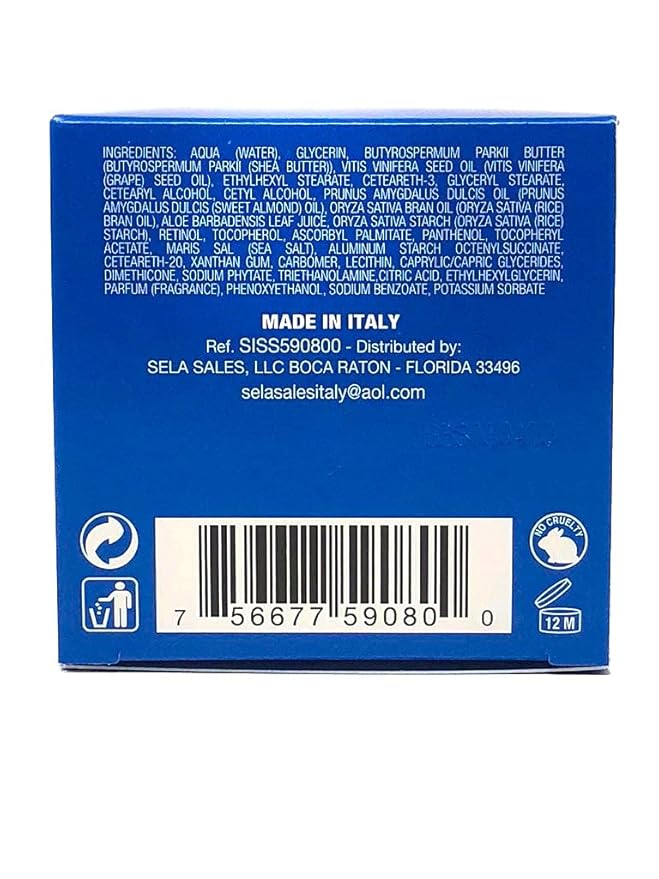 INGREDIENTS: AQUA (WATER), GLYCERIN, BUTYROSPERMUM PARKII BUTTER
(BUTYROSPERMUM PARKII (SHEA BUTTER)), VITIS VINIFERA SEED OIL (VITIS VINIFERA
(GRAPE) SEED OIL), ETHYLHEXYL STEARATE, CETEARETH-3, GLYCERYL STEARATE,
CETEARYL ALCOHOL, CETYL ALCOHOL, PRUNUS AMYGDALUS DULCIS OIL (PRUNUS
AMYGDALUS DULCIS (SWEET ALMOND) OIL), ORYZA SATIVA BRAN OIL (ORYZA SATIVA (RICE)
BRAN OIL), ALOE BARBADENSIS LEAF JUICE. ORYZA SATIVA STARCH (ORYZA SATIVA (RICE)
STARCH), RETINOL, TOCOPHEROL, ASCORBYL PALMITATE, PANTHENOL, TOCOPHERYL
ACETATE, MARIS SAL (SEA SALT), ALUMINUM STARCH OCTENYLSUCCINATE,
CETEARETH-20, XANTHAN GUM, CARBOMER, LECITHIN, CAPRYLIC/CAPRIC GLYCERIDES,
DIMETHICONE, SODIUM PHYTATE, TRIETHANOLAMINE,CITRIC ACID, ETHYLHEXYLGLYCERIN,
PARFUM (FRAGRANCE), PHENOXYETHANOL, SODIUM BENZOATE, POTASSIUM SORBATE
MADE IN ITALY
Ref. SISS590800 - Distributed by:
SELA SALES, LLC BOCA RATON - FLORIDA 33496
selasalesitaly@aol.com
NO CRUELTY
12 M
7 56677 59080 0